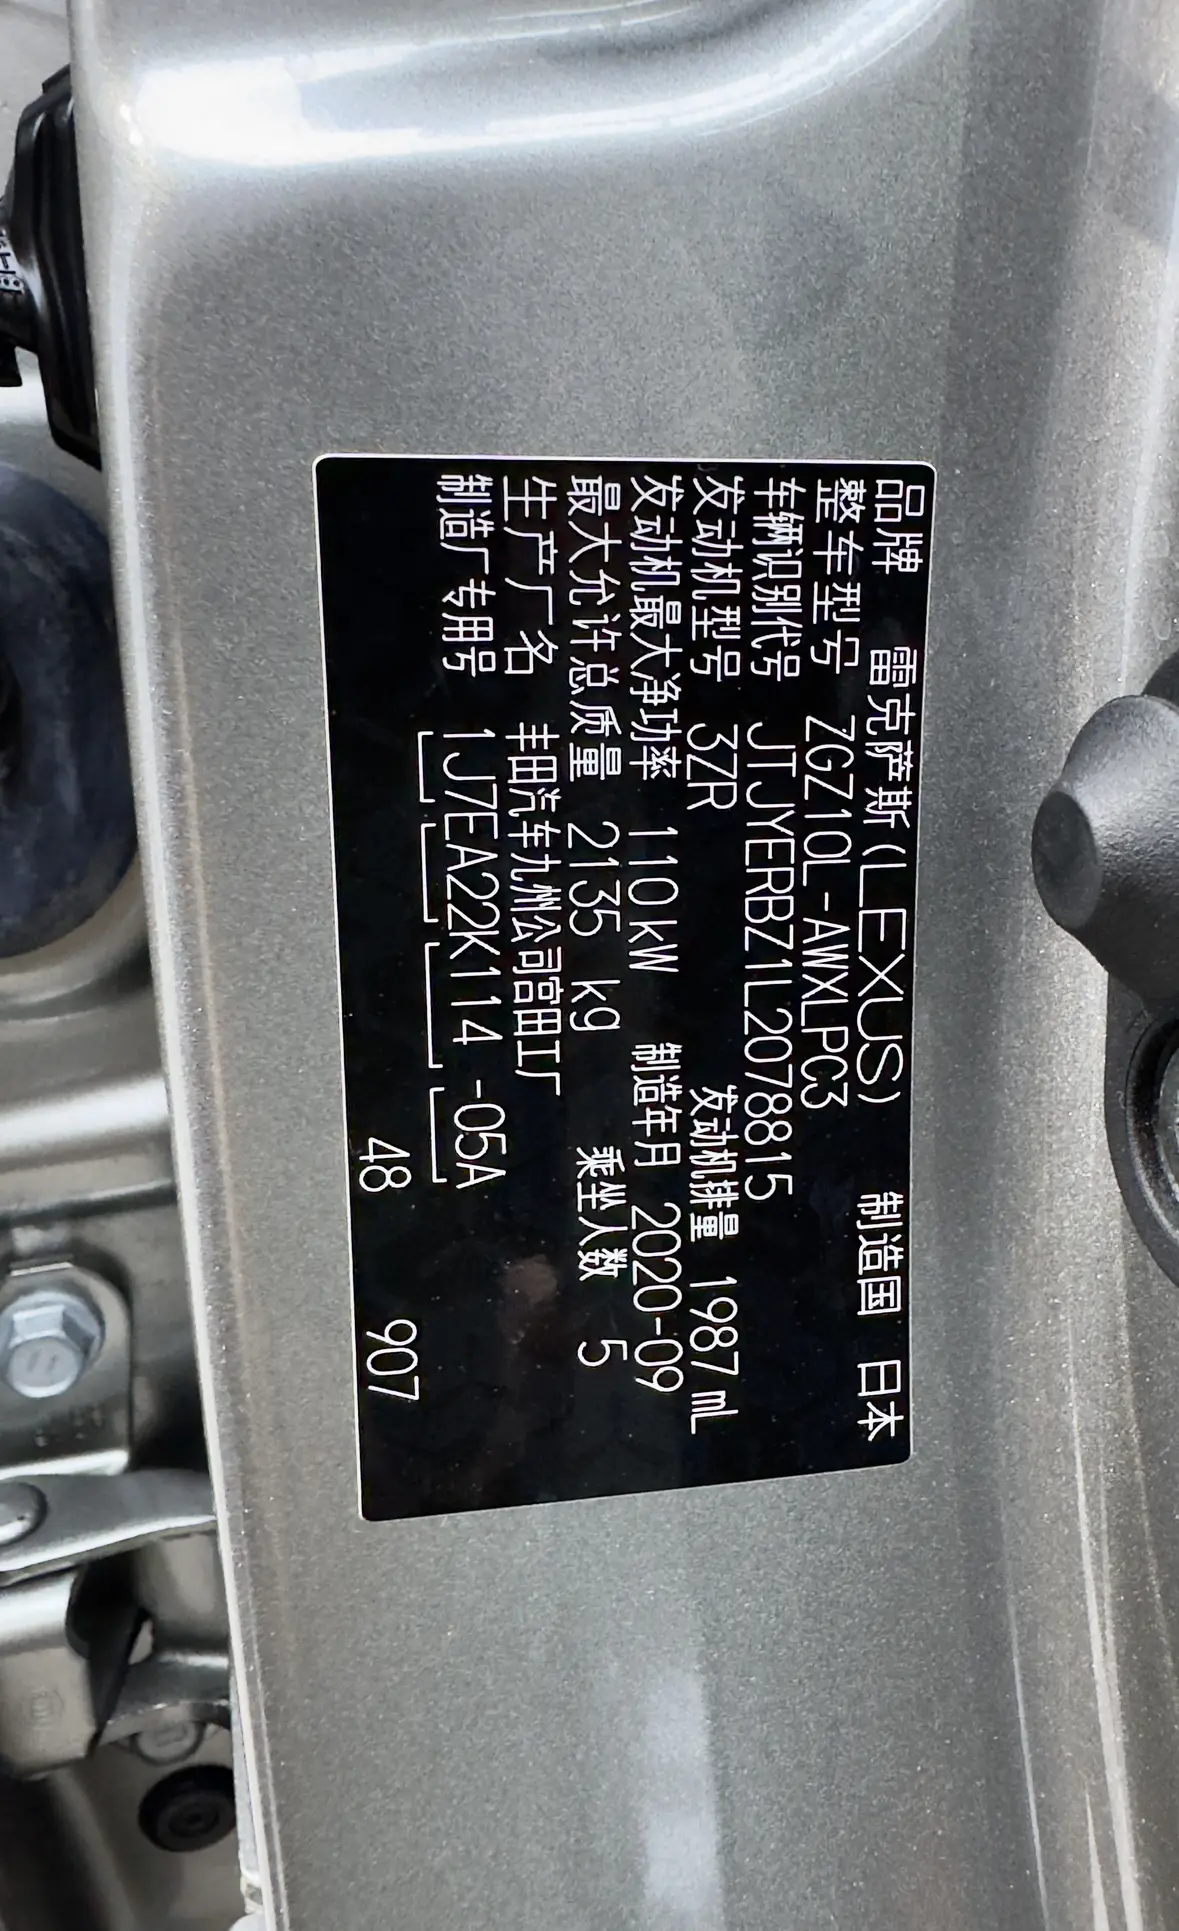 品牌 雷克萨斯(LEXUS) 制造国 日本
整车型号 ZGZ10L-AWXLPC3
车辆识别代号 JTJYERBZ1L2078815
发动机型号 3ZR 发动机排量 1987 mL
发动机最大净功率 110kW 制造年月 2020-09
最大允许总质量 2135 kg 乘坐人数 5
生产厂名 丰田汽车九州公司宫田工厂
制造厂专用号 1J7EA22K114 -05A
48 907